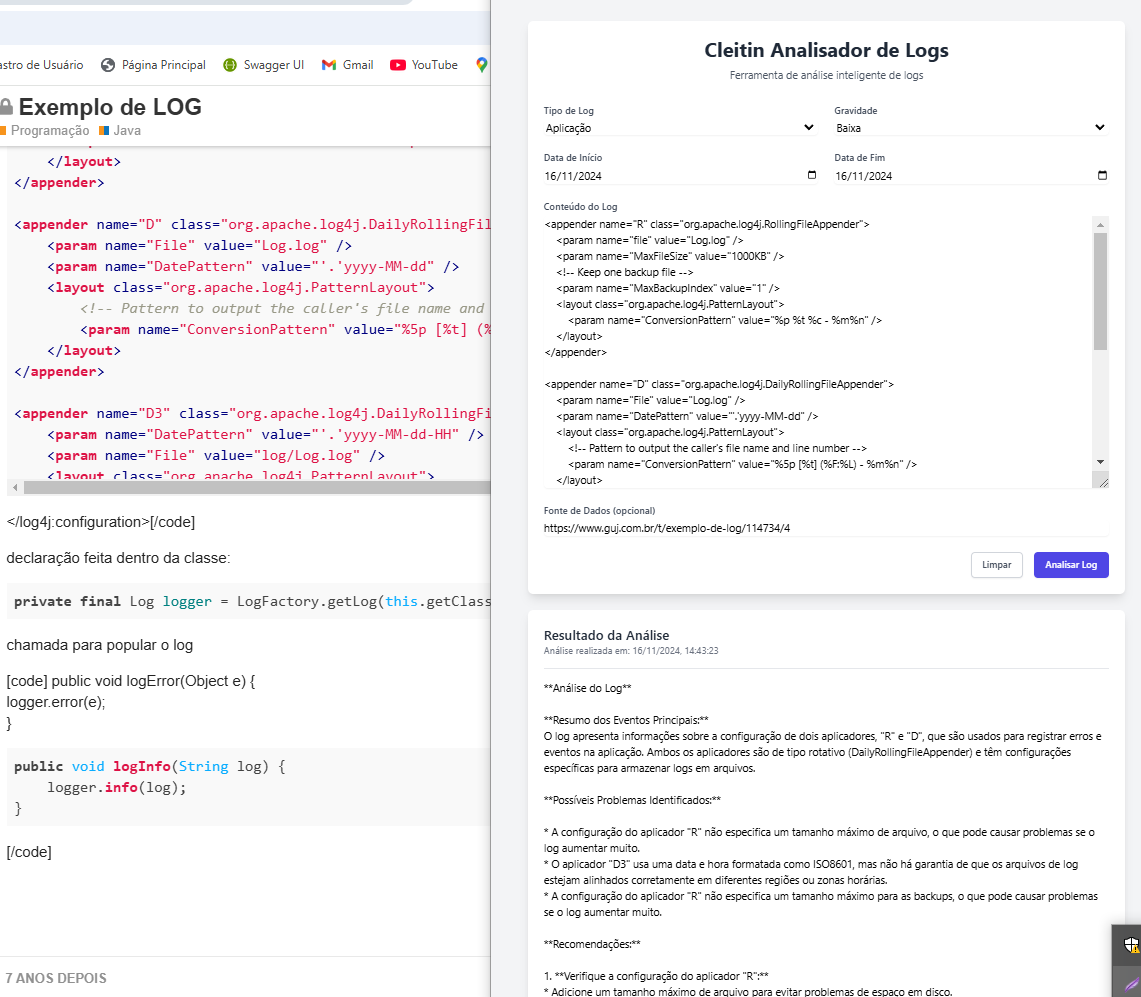 astro de Usuário Página Principal Swagger UI Gmail YouTube
Exemplo de LOG
Programação Java
</layout>
</appender>
<appender name="D" class="org.apache.log4j.DailyRollingFil
<param name="File" value="Log.log" />
<param name="DatePattern" value="'.'yyyy-MM-dd" />
<layout class="org.apache.log4j.PatternLayout">
<!-- Pattern to output the caller's file name and
<param name="ConversionPattern" value="%5p [%t] (%
</layout>
</appender>
<appender name="D3" class="org.apache.log4j.DailyRollingFi
<param name="DatePattern" value="'.'yyyy-MM-dd-HH" />
<param name="File" value="log/Log.log" />
<layout class="org.apache.log4j.PatternLayout">
</log4j:configuration>[/code]
declaração feita dentro da classe:
private final Log logger = LogFactory.getLog(this.getClass
chamada para popular o log
[code] public void logError(Object e) {
logger.error(e);
}
public void logInfo(String log) {
logger.info(log);
}
[/code]
7 ANOS DEPOIS
Cleitin Analisador de Logs
Ferramenta de análise inteligente de logs
Tipo de Log
Aplicação
Gravidade
Baixa
Data de Início
16/11/2024
Data de Fim
16/11/2024
Conteúdo do Log
<appender name="R" class="org.apache.log4j.RollingFileAppender">
<param name="file" value="Log.log" />
<param name="MaxFileSize" value="1000KB" />
<!-- Keep one backup file -->
<param name="MaxBackupIndex" value="1" />
<layout class="org.apache.log4j.PatternLayout">
<param name="ConversionPattern" value="%p %t %c - %m%n" />
</layout>
</appender>
<appender name="D" class="org.apache.log4j.DailyRollingFileAppender">
<param name="File" value="Log.log" />
<param name="DatePattern" value="'.'yyyy-MM-dd" />
<layout class="org.apache.log4j.PatternLayout">
<!-- Pattern to output the caller's file name and line number -->
<param name="ConversionPattern" value="%5p [%t] (%F:%L) - %m%n" />
</layout>
Fonte de Dados (opcional)
https://www.guj.com.br/t/exemplo-de-log/114734/4
Limpar
Analisar Log
Resultado da Análise
Análise realizada em: 16/11/2024, 14:43:23
**Análise do Log**
**Resumo dos Eventos Principais:**
O log apresenta informações sobre a configuração de dois aplicadores, "R" e "D", que são usados para registrar erros e
eventos na aplicação. Ambos os aplicadores são de tipo rotativo (DailyRollingFileAppender) e têm configurações
específicas para armazenar logs em arquivos.
**Possíveis Problemas Identificados:**
* A configuração do aplicador "R" não especifica um tamanho máximo de arquivo, o que pode causar problemas se o
log aumentar muito.
* O aplicador "D3" usa uma data e hora formatada como ISO8601, mas não há garantia de que os arquivos de log
estejam alinhados corretamente em diferentes regiões ou zonas horárias.
* A configuração do aplicador "R" não especifica um tamanho máximo para as backups, o que pode causar problemas
se o log aumentar muito.
**Recomendações:**
1. **Verifique a configuração do aplicador "R":**
* Adicione um tamanho máximo de arquivo para evitar problemas de espaço em disco.